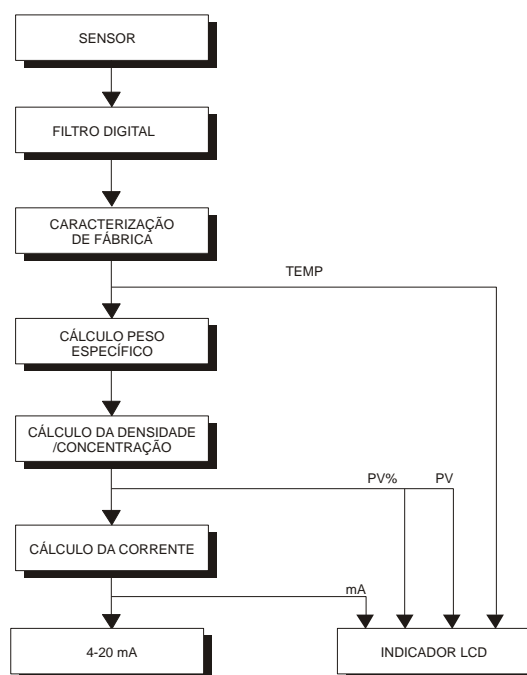 SENSOR
FILTRO DIGITAL
CARACTERIZAÇÃO
DE FÁBRICA
TEMP
CÁLCULO PESO
ESPECÍFICO
CÁLCULO DA DENSIDADE
/CONCENTRAÇÃO
PV% PV
CÁLCULO DA CORRENTE
mA
4-20 mA
INDICADOR LCD